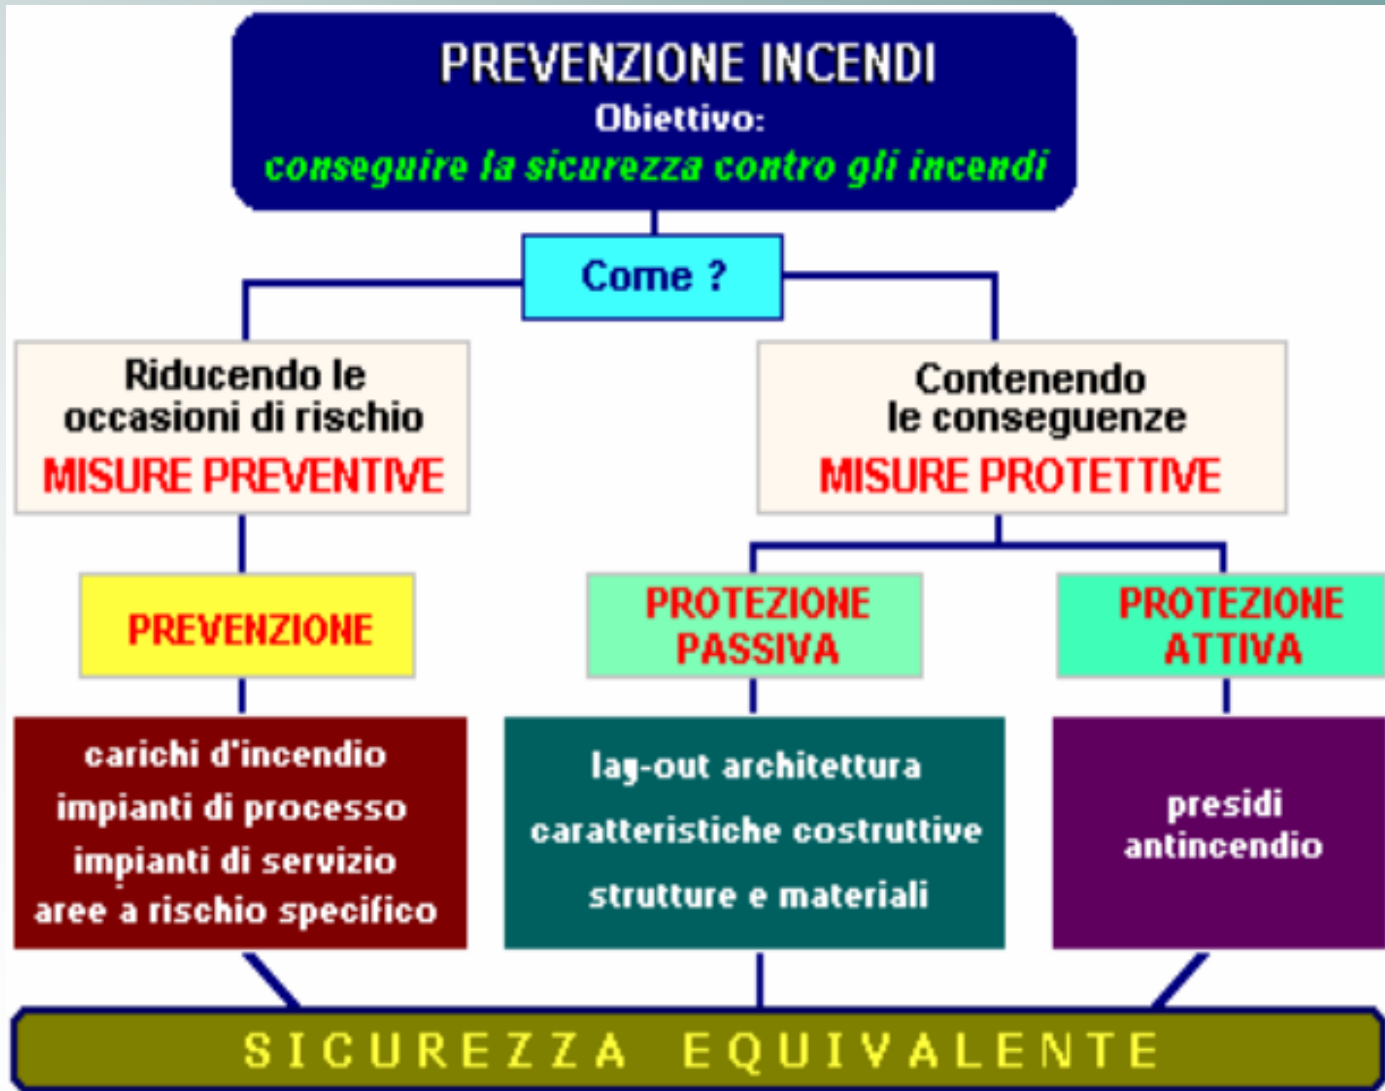 PREVENZIONE INCENDI
Obiettivo:
conseguire la sicurezza contro gli incendi
Come ?
Riducendo le
occasioni di rischio
MISURE PREVENTIVE
Contenendo
le conseguenze
MISURE PROTETTIVE
PREVENZIONE
PROTEZIONE
PASSIVA
PROTEZIONE
ATTIVA
carichi d'incendio
impianti di processo
impianti di servizio
aree a rischio specifico
lay-out architettura
caratteristiche costruttive
strutture e materiali
presidi
antincendio
SICUREZZA EQUIVALENTE